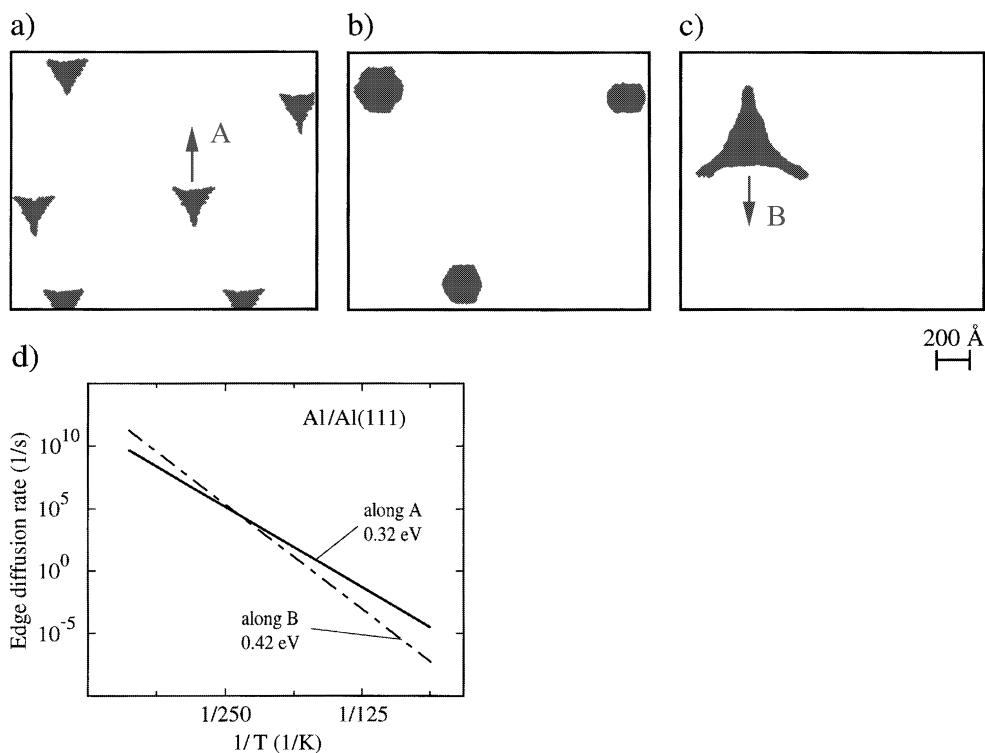 a)
b)
c)
A
B
200 Å
d)
Al/Al(111)
Edge diffusion rate (1/s)
10^10
10^5
10^0
10^-5
along A
0.32 eV
along B
0.42 eV
1/250
1/125
1/T (1/K)